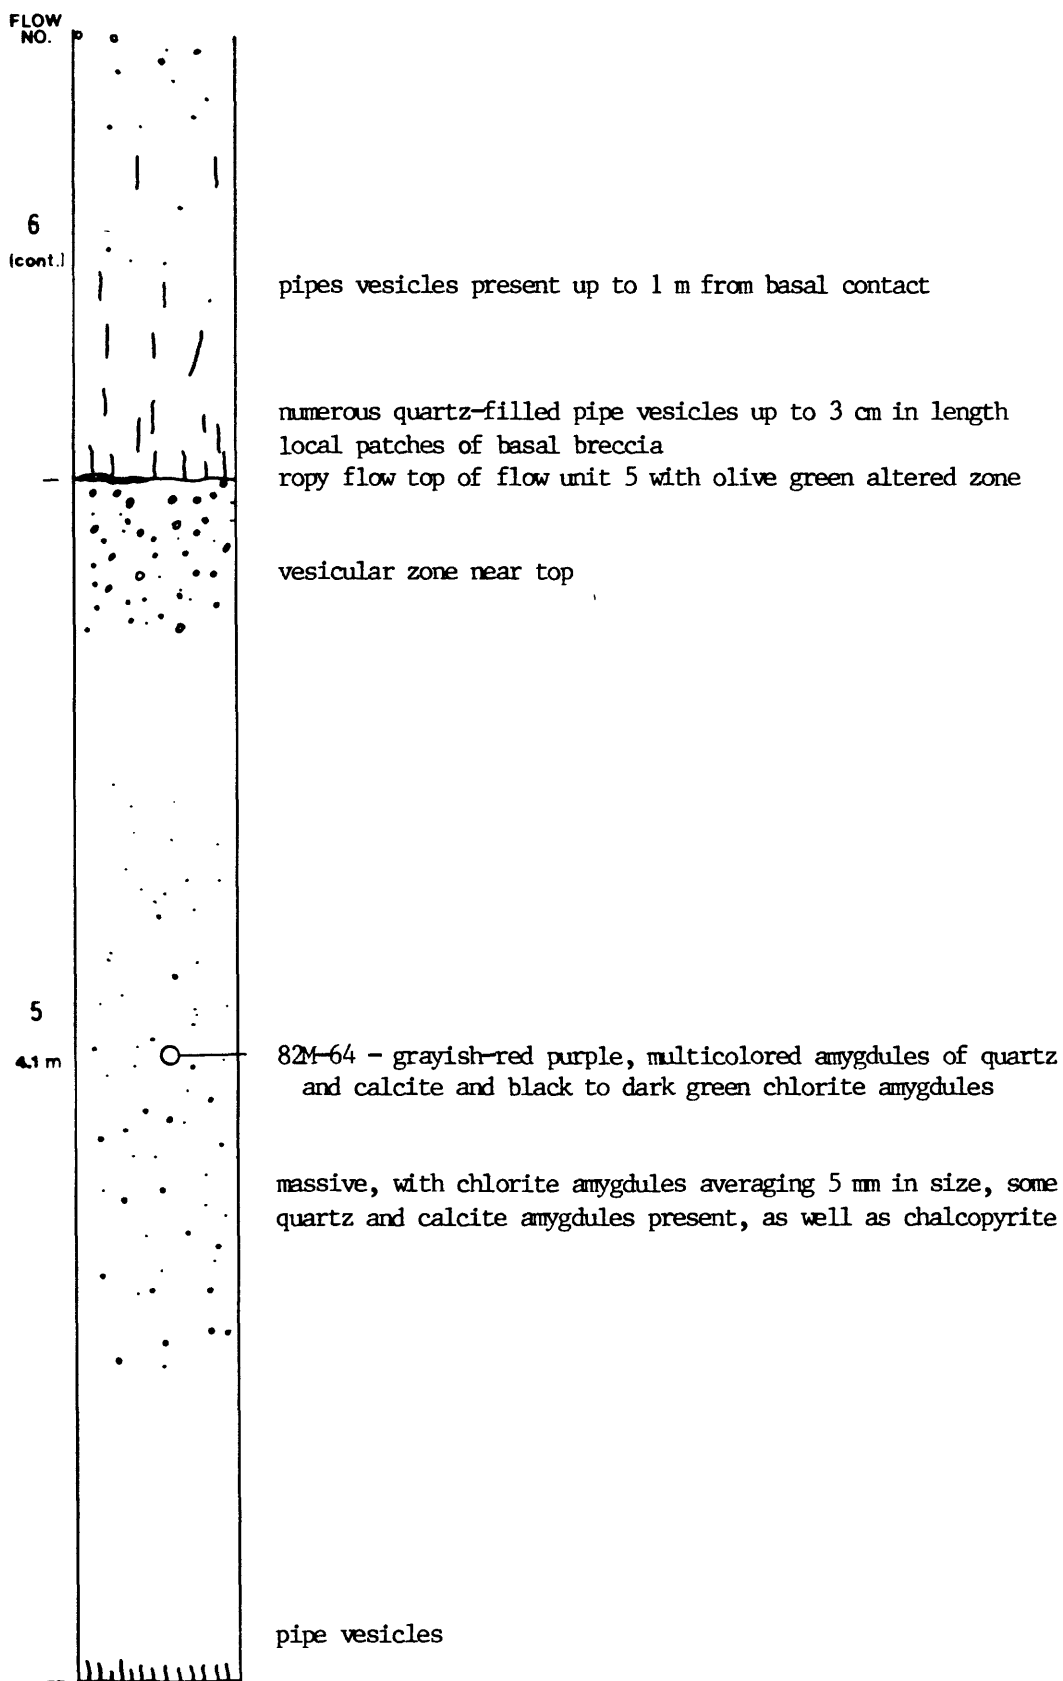 FLOW
NO.
6
(cont.)
pipes vesicles present up to 1 m from basal contact
numerous quartz-filled pipe vesicles up to 3 cm in length
local patches of basal breccia
ropy flow top of flow unit 5 with olive green altered zone
vesicular zone near top
5
4.1 m
82M-64 - grayish-red purple, multicolored amygdules of quartz
and calcite and black to dark green chlorite amygdules
massive, with chlorite amygdules averaging 5 mm in size, some
quartz and calcite amygdules present, as well as chalcopyrite
pipe vesicles